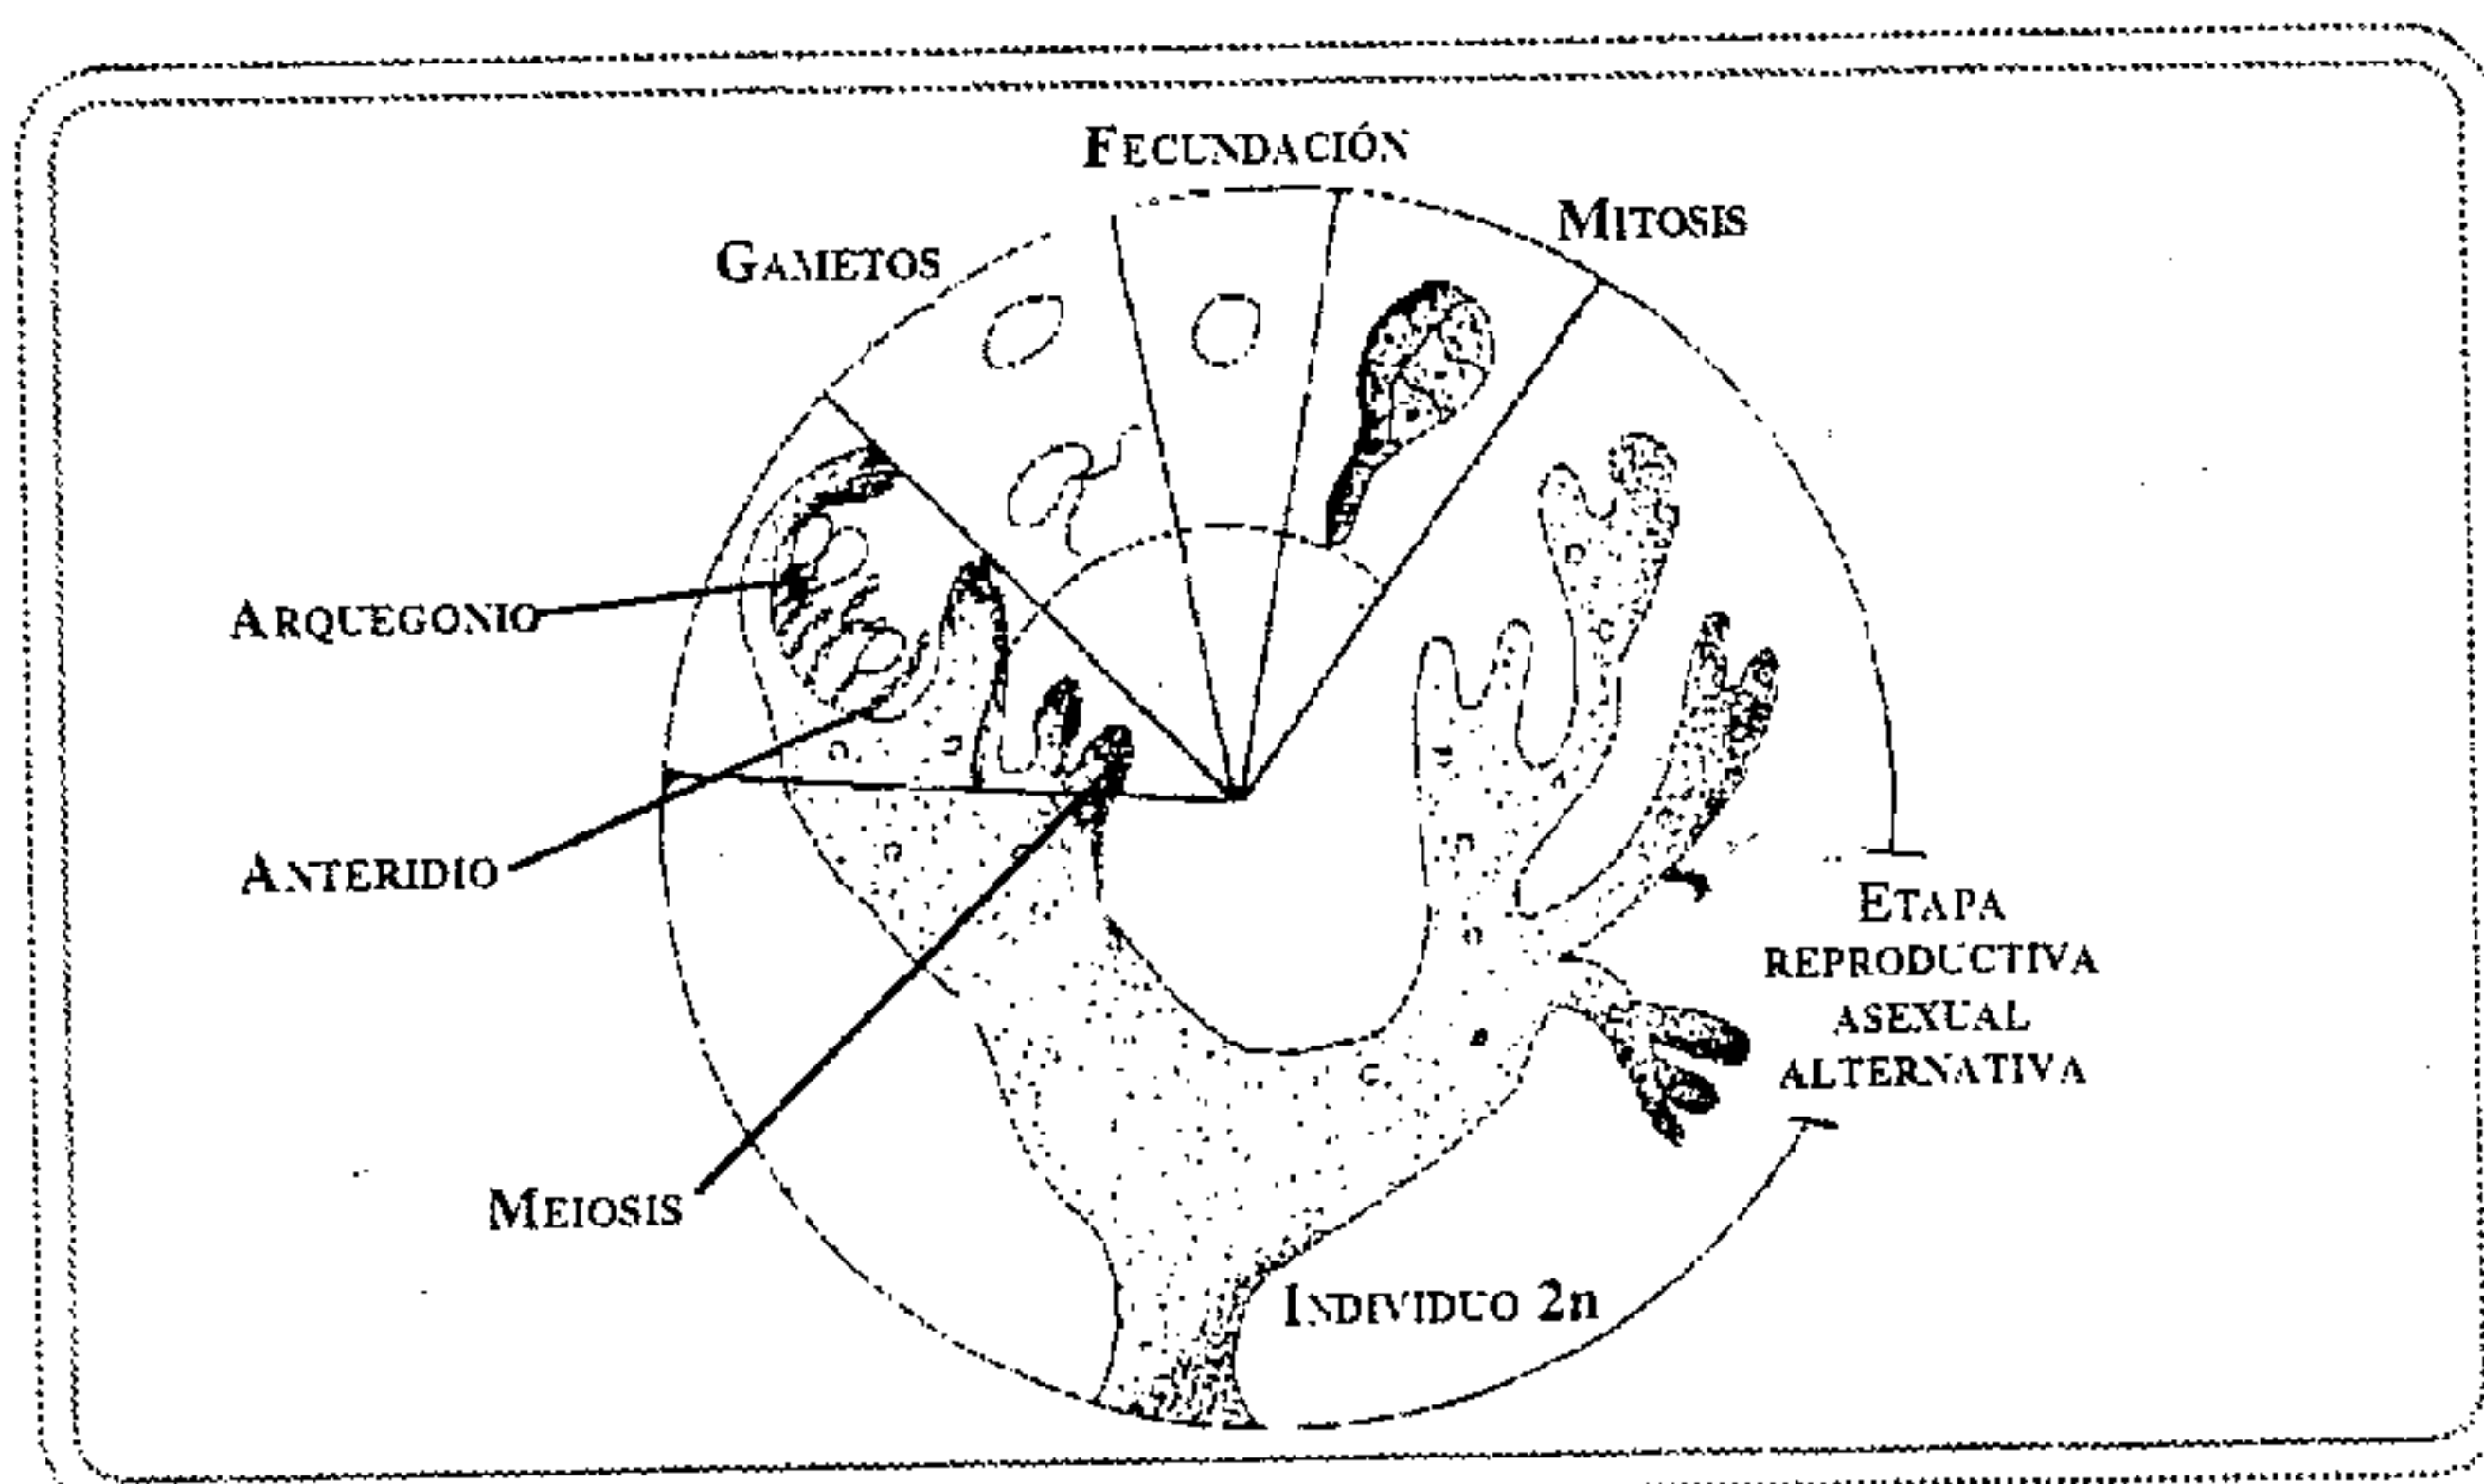 FECUNDACIÓN
MITOSIS
GAMETOS
ARQUEGONIO
ANTERIDIO
MEIOSIS
ETAPA
REPRODUCTIVA
ASEXUAL
ALTERNATIVA
INDIVIDUO 2n